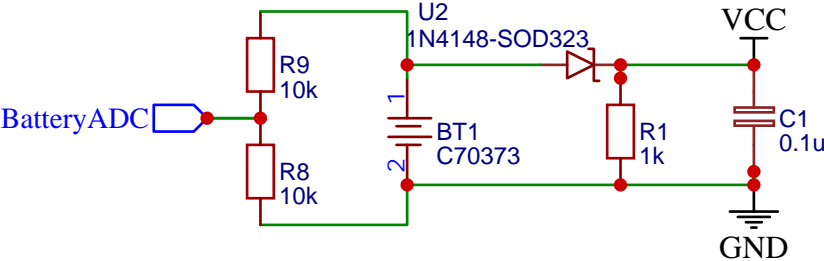 U2
VCC
1N4148-SOD323
R9
10k
1
BatteryADC
BT1
C70373
R1
1k
C1
0.1u
2
R8
10k
GND